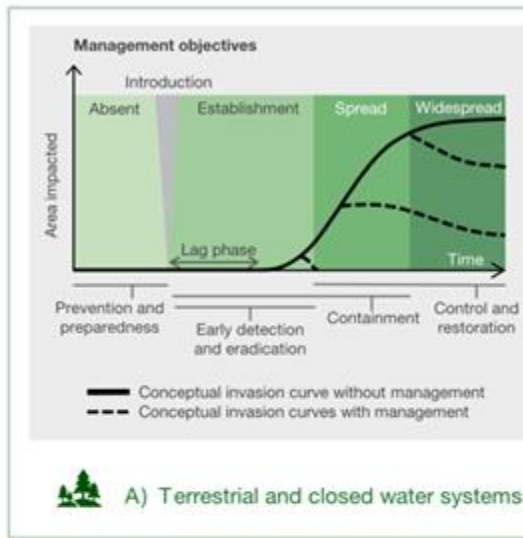 Management objectives
Introduction
Absent
Establishment
Spread
Widespread
Area impacted
Lag phase
Time
Prevention and
preparedness
Early detection
and eradication
Containment
Control and
restoration
Conceptual invasion curve without management
Conceptual invasion curves with management
A) Terrestrial and closed water systems